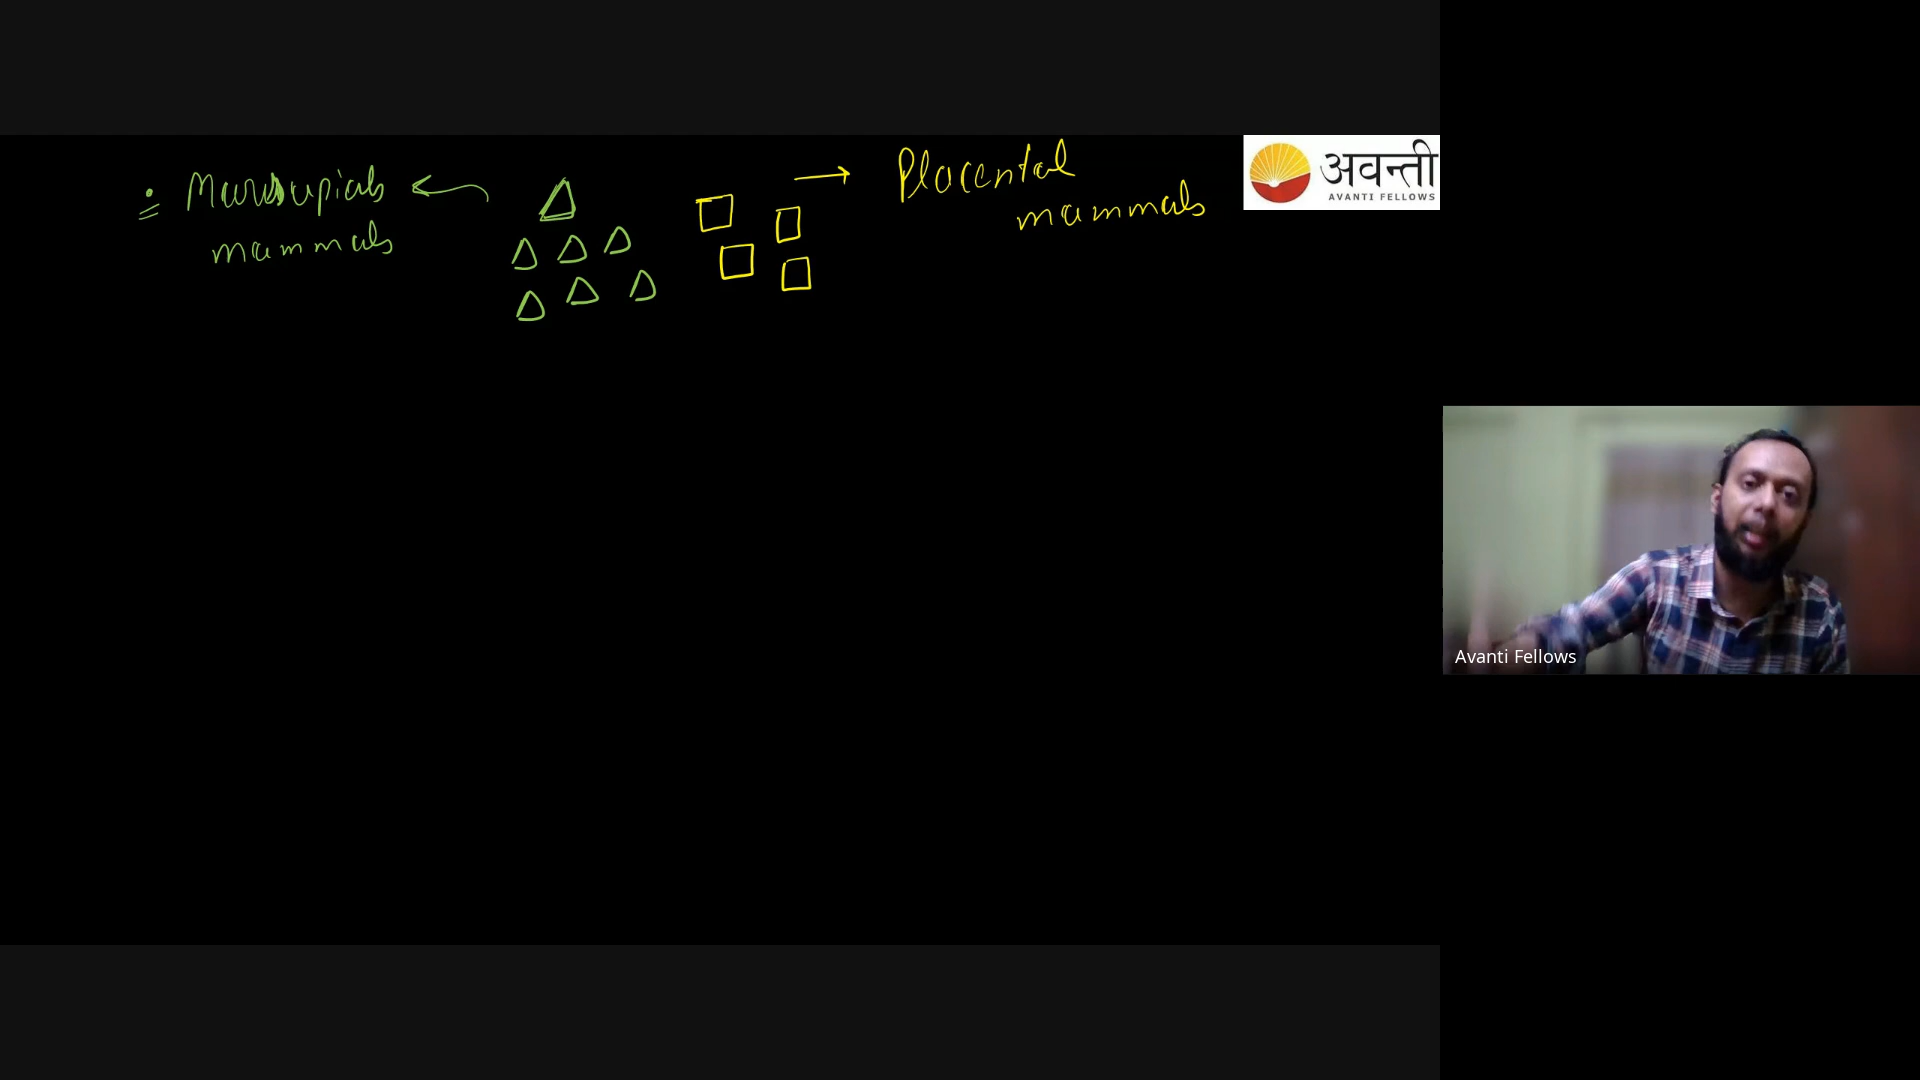 Marsupials
mammals
Placental
mammals
अवन्ती
AVANTI FELLOWS
Avanti Fellows